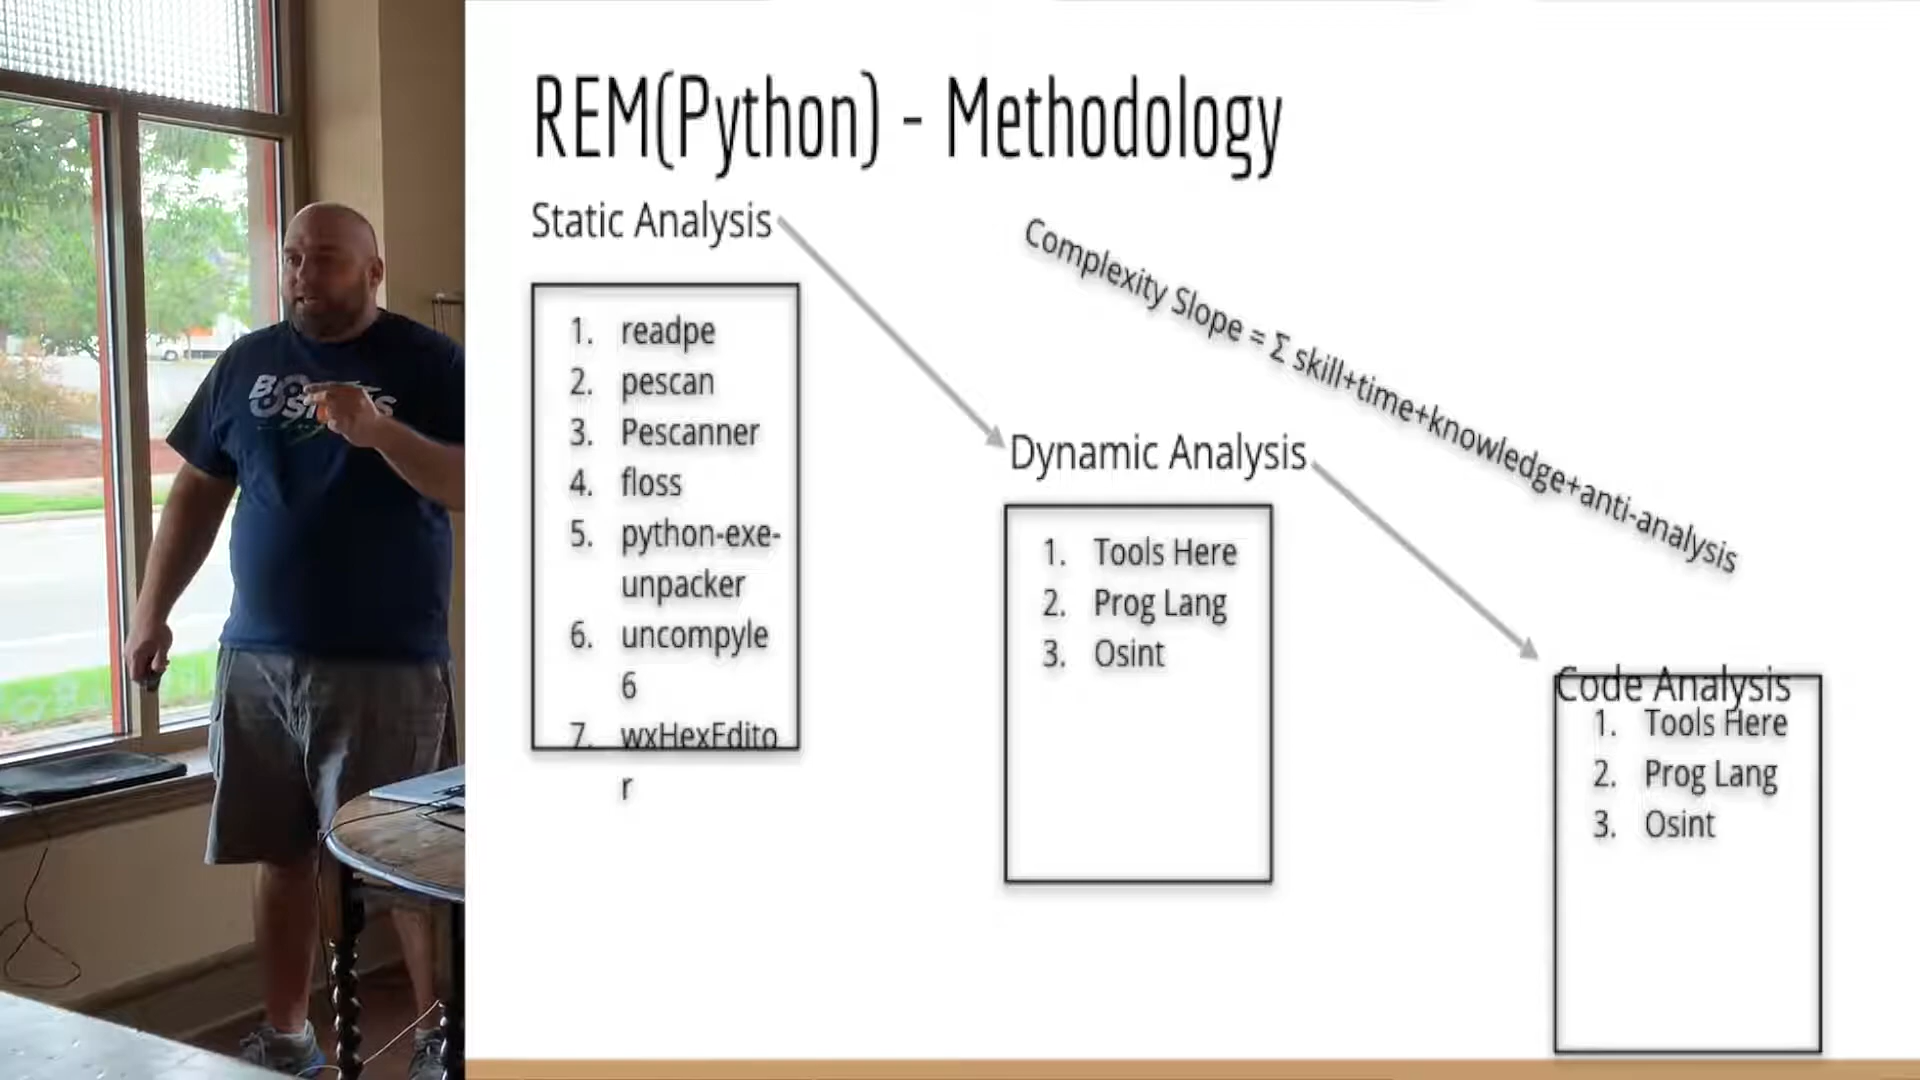 REM(Python) - Methodology
Static Analysis
1. readpe
2. pescan
3. Pescanner
4. floss
5. python-exe-
unpacker
6. uncompyle
6
7. wxHexEdito
r
Complexity Slope = Σ skill+time+knowledge+anti-analysis
Dynamic Analysis
1. Tools Here
2. Prog Lang
3. Osint
Code Analysis
1. Tools Here
2. Prog Lang
3. Osint